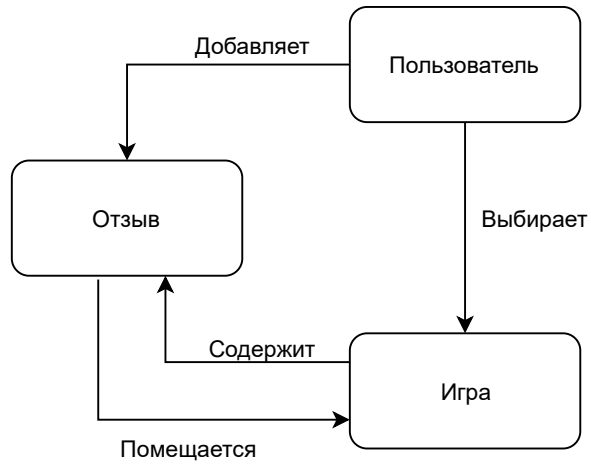 Добавляет
Пользователь
Отзыв
Выбирает
Содержит
Игра
Помещается